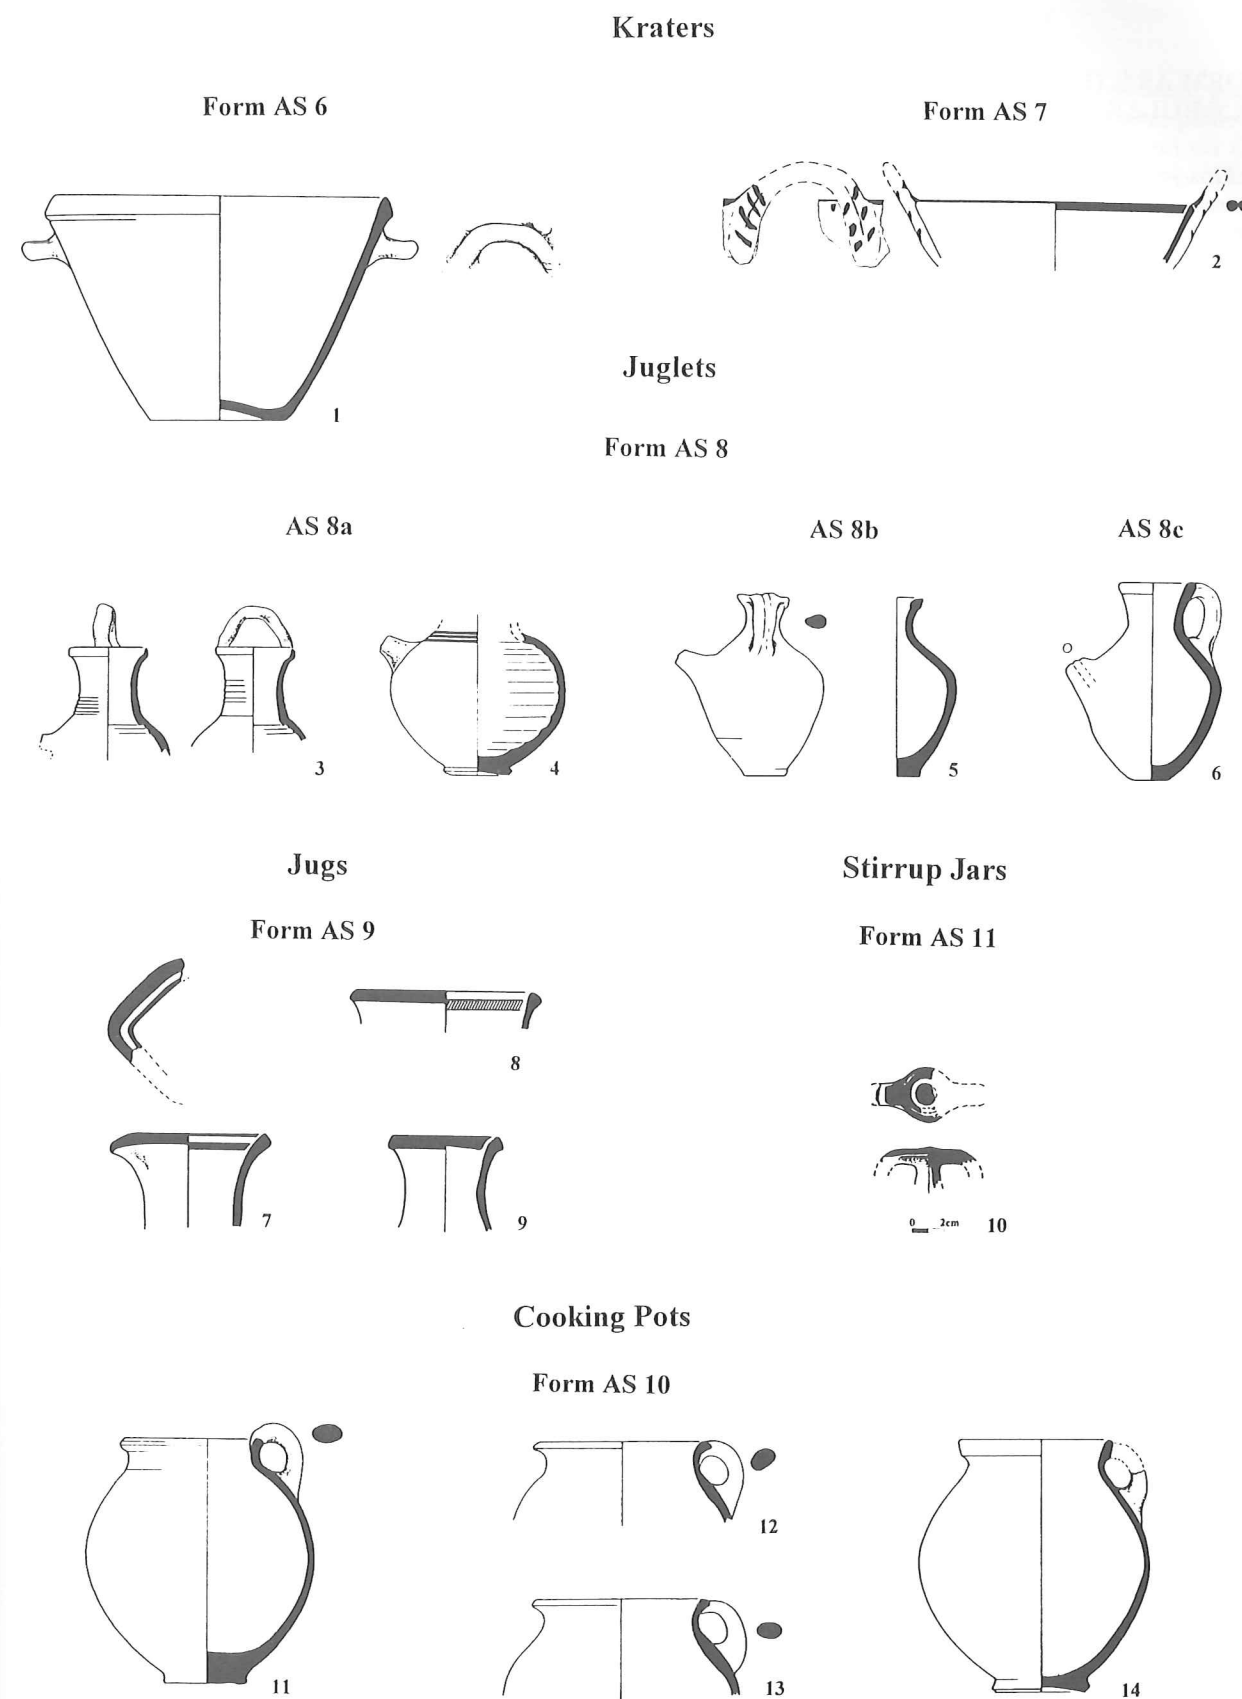 Kraters
Form AS 6
Form AS 7
1
2
Juglets
Form AS 8
AS 8a
AS 8b
AS 8c
3
4
5
6
Jugs
Stirrup Jars
Form AS 9
Form AS 11
8
7
9
0 2cm
10
Cooking Pots
Form AS 10
11
12
13
14